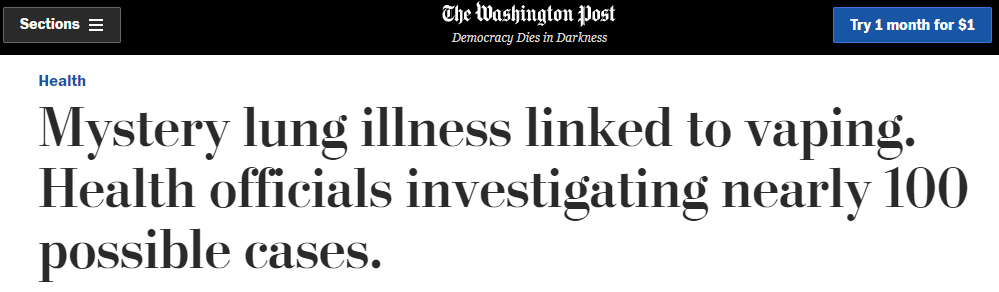 Sections
The Washington Post
Democracy Dies in Darkness
Try 1 month for $1
Health
Mystery lung illness linked to vaping.
Health officials investigating nearly 100
possible cases.